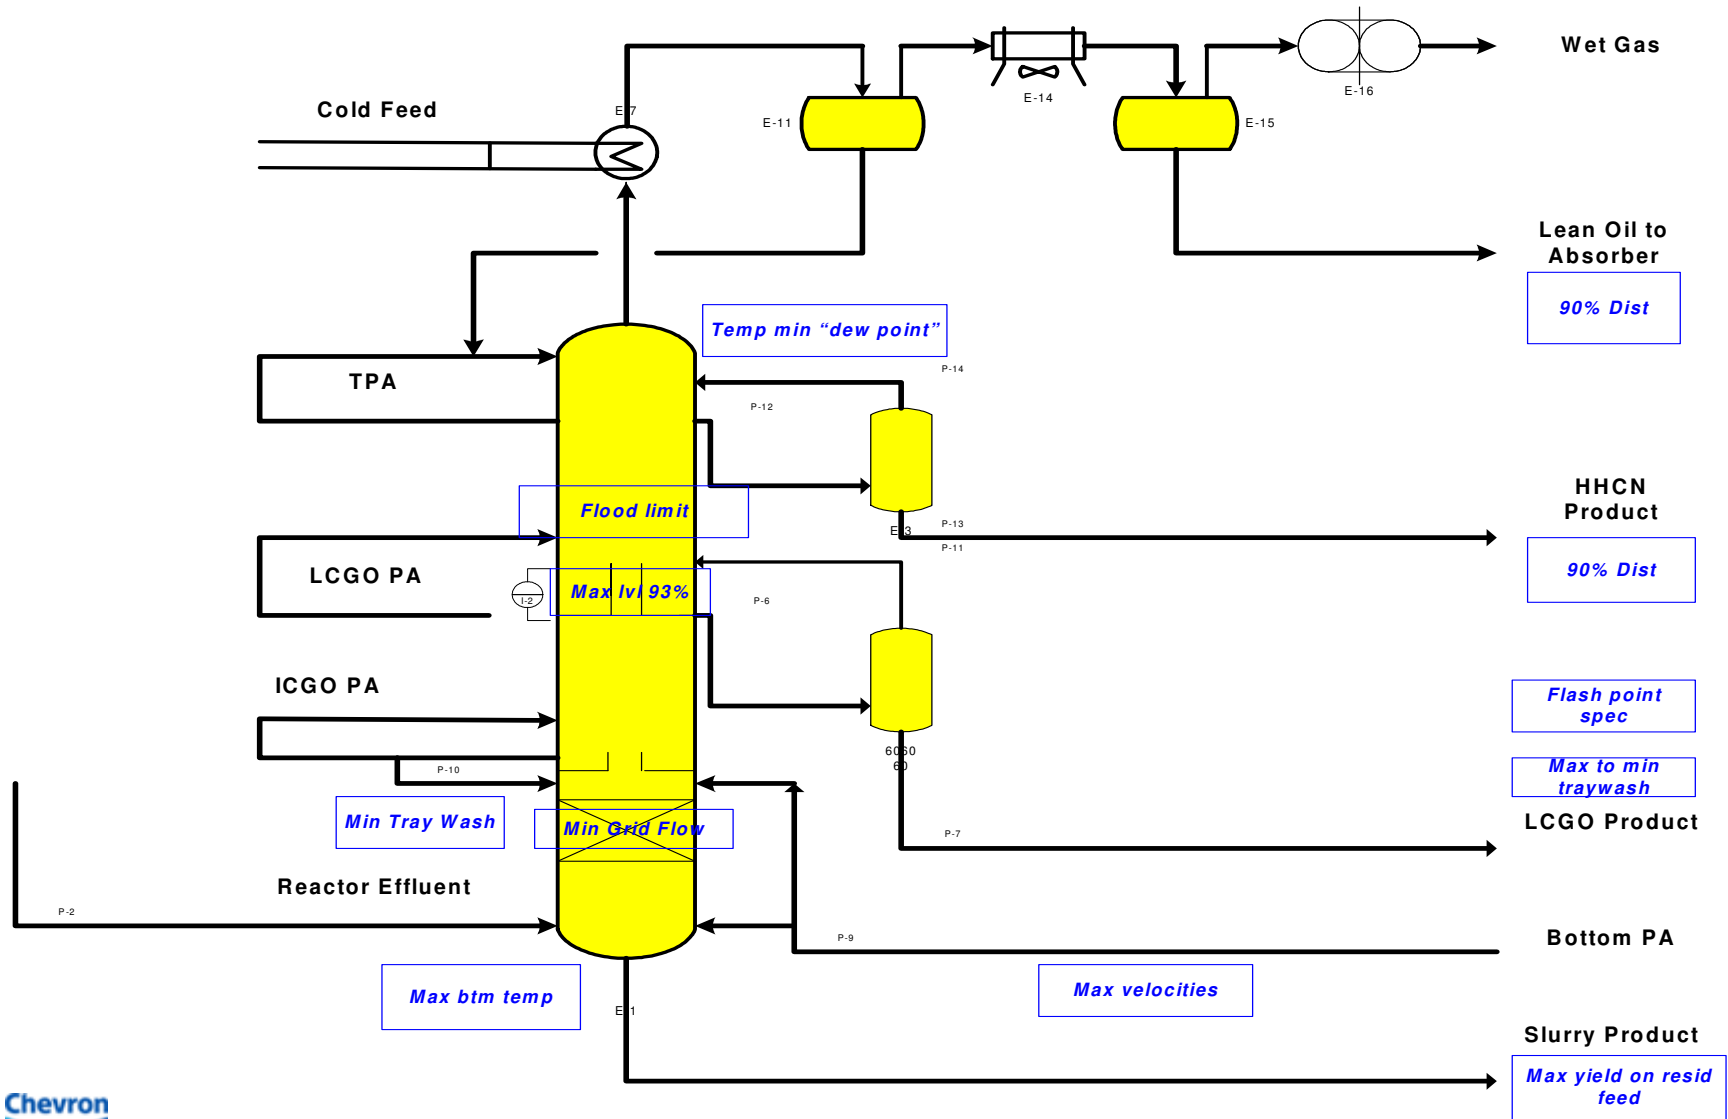 Wet Gas
E-14
E-16
Cold Feed
E-7
E-11
E-15
Lean Oil to
Absorber
90% Dist
Temp min “dew point”
P-14
TPA
P-12
HHCN
Product
Flood limit
P-13
P-11
90% Dist
LCGO PA
I-2
Max lvl 93%
P-6
ICGO PA
Flash point
spec
P-10
Max to min
traywash
Min Tray Wash
Min Grid Flow
P-7
LCGO Product
Reactor Effluent
P-2
P-9
Bottom PA
Max btm temp
Max velocities
Slurry Product
Max yield on resid
feed
Chevron